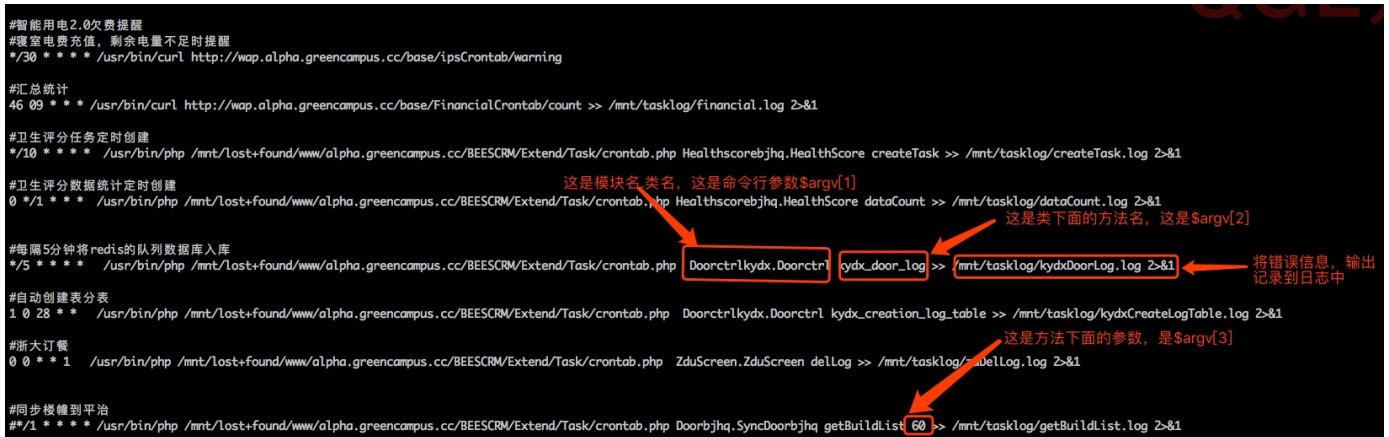 #智能用电2.0欠费提醒
#寝室电费充值，剩余电量不足时提醒
*/30 * * * * /usr/bin/curl http://wap.alpha.greencampus.cc/base/ipsCrontab/warning
#汇总统计
46 09 * * * /usr/bin/curl http://wap.alpha.greencampus.cc/base/FinancialCrontab/count >> /mnt/tasklog/financial.log 2>&1
#卫生评分任务定时创建
*/10 * * * *  /usr/bin/php /mnt/lost+found/www/alpha.greencampus.cc/BEESCRM/Extend/Task/crontab.php Healthscorebjhq.HealthScore createTask >> /mnt/tasklog/createTask.log 2>&1
#卫生评分数据统计定时创建
这是模块名.类名，这是命令行参数$argv[1]
0 */1 * * *  /usr/bin/php /mnt/lost+found/www/alpha.greencampus.cc/BEESCRM/Extend/Task/crontab.php Healthscorebjhq.HealthScore dataCount >> /mnt/tasklog/dataCount.log 2>&1
这是类下面的方法名，这是$argv[2]
#每隔5分钟将redis的队列数据库入库
*/5 * * * *  /usr/bin/php /mnt/lost+found/www/alpha.greencampus.cc/BEESCRM/Extend/Task/crontab.php  Doorctrlkydx.Doorctrl kydx_door_log >> /mnt/tasklog/kydxDoorLog.log 2>&1
将错误信息，输出
记录到日志中
#自动创建表分表
1 0 28 * *  /usr/bin/php /mnt/lost+found/www/alpha.greencampus.cc/BEESCRM/Extend/Task/crontab.php  Doorctrlkydx.Doorctrl kydx_creation_log_table >> /mnt/tasklog/kydxCreateLogTable.log 2>&1
这是方法下面的参数，是$argv[3]
#浙大订餐
0 0 * * 1  /usr/bin/php /mnt/lost+found/www/alpha.greencampus.cc/BEESCRM/Extend/Task/crontab.php  ZduScreen.ZduScreen delLog >> /mnt/tasklog/
#同步楼幢到平治
#*/1 * * * * /usr/bin/php /mnt/lost+found/www/alpha.greencampus.cc/BEESCRM/Extend/Task/crontab.php Doorbjhq.SyncDoorbjhq getBuildList 60 >> /mnt/tasklog/getBuildList.log 2>&1